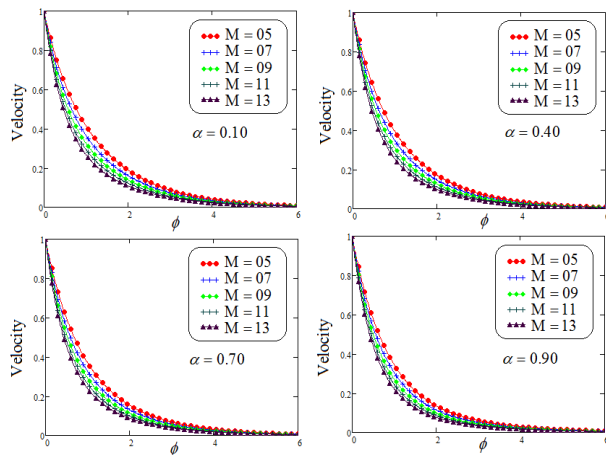 1
0.8
0.6
0.4
0.2
0
Velocity
M = 05
M = 07
M = 09
M = 11
M = 13
α = 0.10
0
2
4
6
ϕ
1
0.8
0.6
0.4
0.2
0
Velocity
M = 05
M = 07
M = 09
M = 11
M = 13
α = 0.40
0
2
4
6
ϕ
1
0.8
0.6
0.4
0.2
0
Velocity
M = 05
M = 07
M = 09
M = 11
M = 13
α = 0.70
0
2
4
6
ϕ
1
0.8
0.6
0.4
0.2
0
Velocity
M = 05
M = 07
M = 09
M = 11
M = 13
α = 0.90
0
2
4
6
ϕ